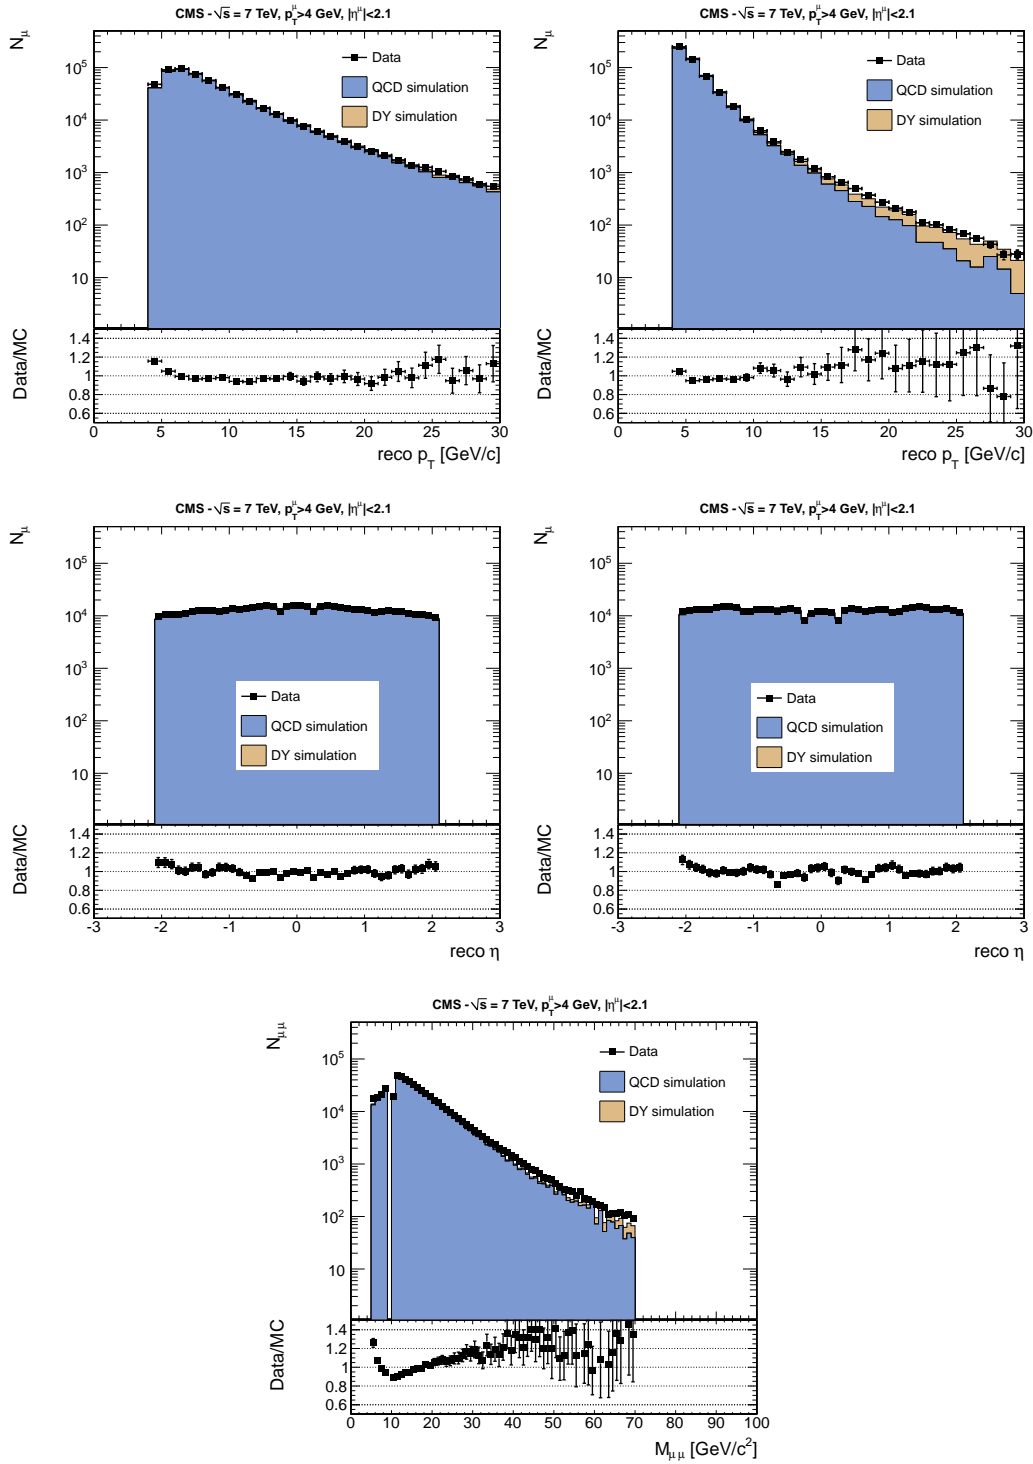 CMS - √s = 7 TeV, p_T^μ>4 GeV, |η^μ|<2.1
N_μ
Data
QCD simulation
DY simulation
10^5
10^4
10^3
10^2
10
Data/MC
1.4
1.2
1
0.8
0.6
0 5 10 15 20 25 30
reco p_T [GeV/c]
CMS - √s = 7 TeV, p_T^μ>4 GeV, |η^μ|<2.1
N_μ
Data
QCD simulation
DY simulation
10^5
10^4
10^3
10^2
10
Data/MC
1.4
1.2
1
0.8
0.6
0 5 10 15 20 25 30
reco p_T [GeV/c]
CMS - √s = 7 TeV, p_T^μ>4 GeV, |η^μ|<2.1
N_μ
10^5
10^4
10^3
10^2
10
Data
QCD simulation
DY simulation
Data/MC
1.4
1.2
1
0.8
0.6
-3 -2 -1 0 1 2 3
reco η
CMS - √s = 7 TeV, p_T^μ>4 GeV, |η^μ|<2.1
N_μ
10^5
10^4
10^3
10^2
10
Data
QCD simulation
DY simulation
Data/MC
1.4
1.2
1
0.8
0.6
-3 -2 -1 0 1 2 3
reco η
CMS - √s = 7 TeV, p_T^μ>4 GeV, |η^μ|<2.1
N_μμ
Data
QCD simulation
DY simulation
10^5
10^4
10^3
10^2
10
Data/MC
1.4
1.2
1
0.8
0.6
0 10 20 30 40 50 60 70 80 90 100
M_μμ [GeV/c^2]